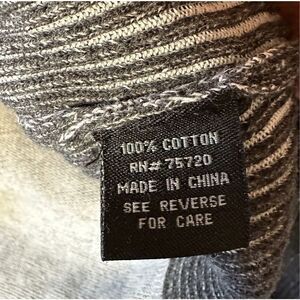 100% COTTON
RN# 75720
MADE IN CHINA
SEE REVERSE
FOR CARE